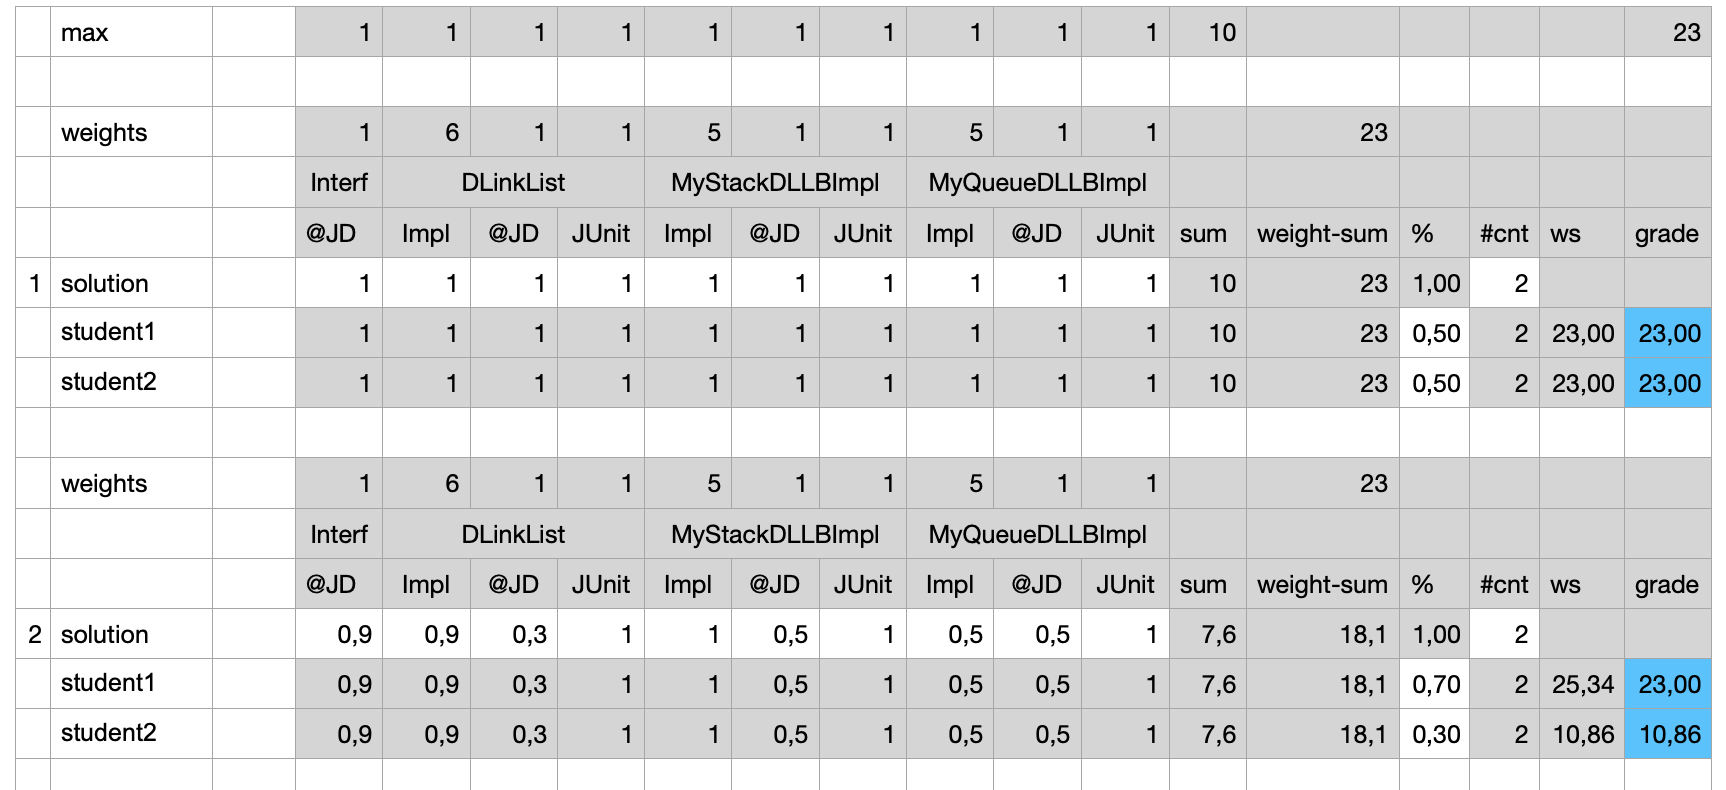 max 1 1 1 1 1 1 1 1 1 1 10 23
weights 1 6 1 1 5 1 1 5 1 1 23
Interf DLinkList MyStackDLLBImpl MyQueueDLLBImpl
@JD Impl @JD JUnit Impl @JD JUnit Impl @JD JUnit sum weight-sum % #cnt ws grade
1 solution 1 1 1 1 1 1 1 1 1 1 10 23 1,00 2
student1 1 1 1 1 1 1 1 1 1 1 10 23 0,50 2 23,00 23,00
student2 1 1 1 1 1 1 1 1 1 1 10 23 0,50 2 23,00 23,00
weights 1 6 1 1 5 1 1 5 1 1 23
Interf DLinkList MyStackDLLBImpl MyQueueDLLBImpl
@JD Impl @JD JUnit Impl @JD JUnit Impl @JD JUnit sum weight-sum % #cnt ws grade
2 solution 0,9 0,9 0,3 1 1 0,5 1 0,5 0,5 1 7,6 18,1 1,00 2
student1 0,9 0,9 0,3 1 1 0,5 1 0,5 0,5 1 7,6 18,1 0,70 2 25,34 23,00
student2 0,9 0,9 0,3 1 1 0,5 1 0,5 0,5 1 7,6 18,1 0,30 2 10,86 10,86